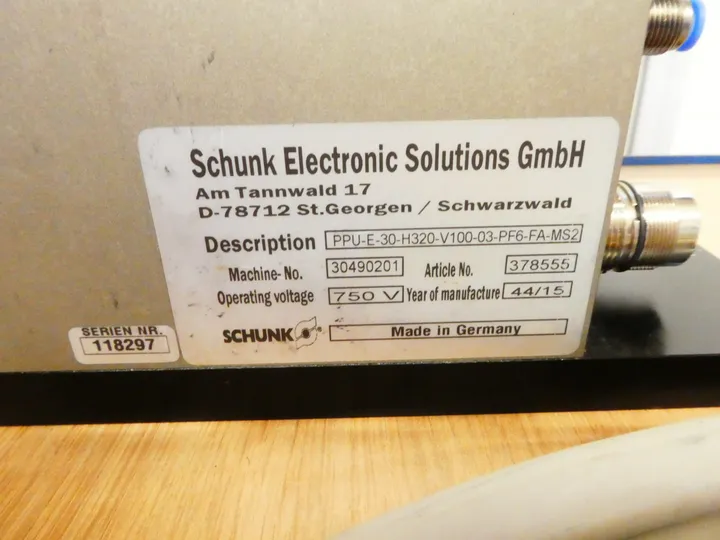 Schunk Electronic Solutions GmbH
Am Tannwald 17
D-78712 St.Georgen / Schwarzwald
Description PPU-E-30-H320-V100-03-PF6-FA-MS2
Machine- No. 30490201 Article No. 378555
Operating voltage 750 V Year of manufacture 44/15
SCHUNK Made in Germany
SERIEN NR.
118297